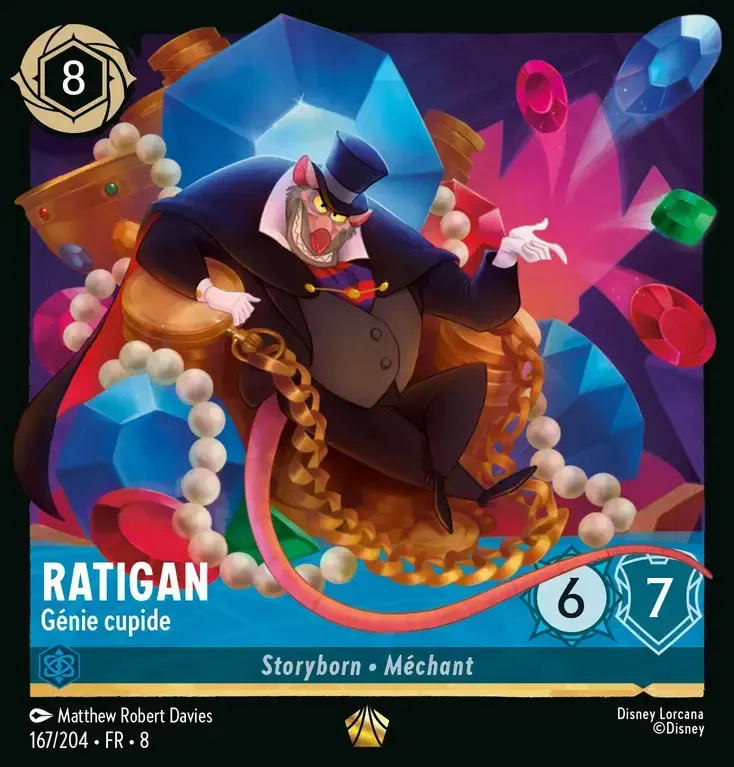 8
RATIGAN
Génie cupide
6
7
Storyborn • Méchant
Matthew Robert Davies
167/204 • FR • 8
Disney Lorcana
©Disney